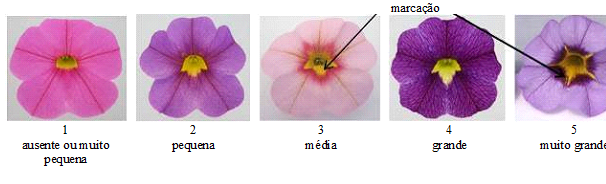 marcação
1 2 3 4 5
ausente ou muito pequena média grande muito grande
pequena